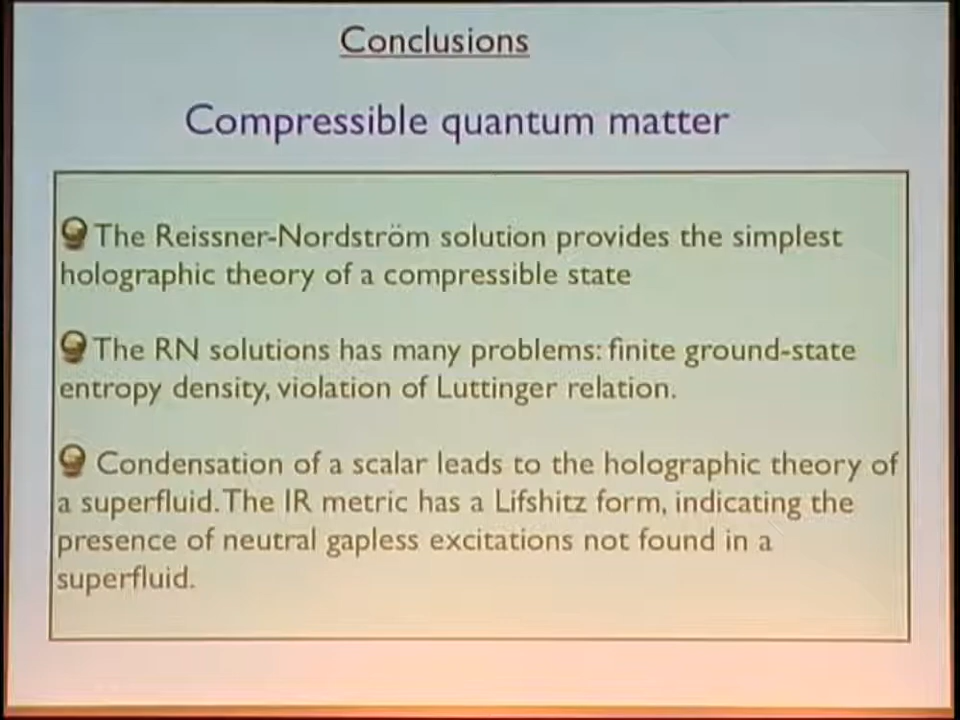 Conclusions
Compressible quantum matter
The Reissner-Nordström solution provides the simplest
holographic theory of a compressible state
The RN solutions has many problems: finite ground-state
entropy density, violation of Luttinger relation.
Condensation of a scalar leads to the holographic theory of
a superfluid. The IR metric has a Lifshitz form, indicating the
presence of neutral gapless excitations not found in a
superfluid.